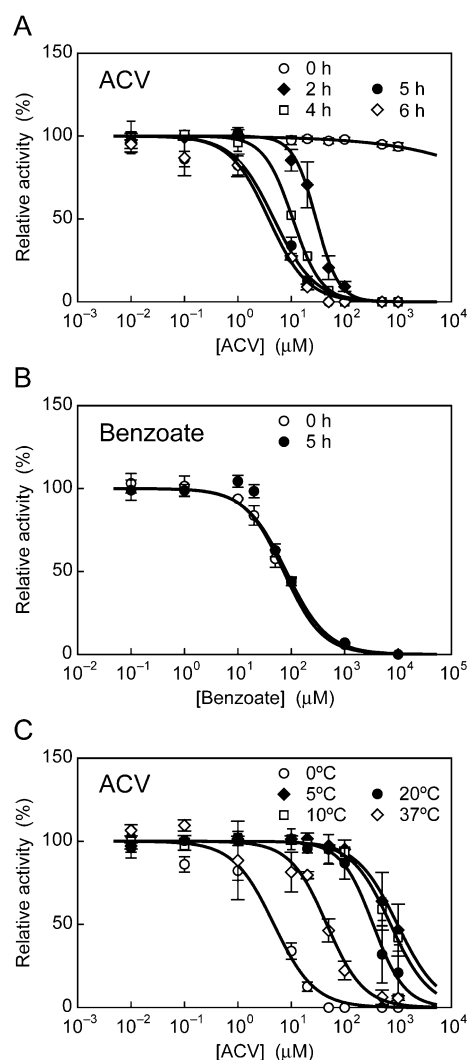 A
ACV
0 h
2 h
5 h
4 h
6 h
Relative activity (%)
150
100
50
0
10⁻³ 10⁻² 10⁻¹ 10⁰ 10¹ 10² 10³ 10⁴
[ACV] (μM)
B
Benzoate
0 h
5 h
Relative activity (%)
150
100
50
0
10⁻² 10⁻¹ 10⁰ 10¹ 10² 10³ 10⁴ 10⁵
[Benzoate] (μM)
C
ACV
0ºC
5ºC
20ºC
10ºC
37ºC
Relative activity (%)
150
100
50
0
10⁻³ 10⁻² 10⁻¹ 10⁰ 10¹ 10² 10³ 10⁴
[ACV] (μM)